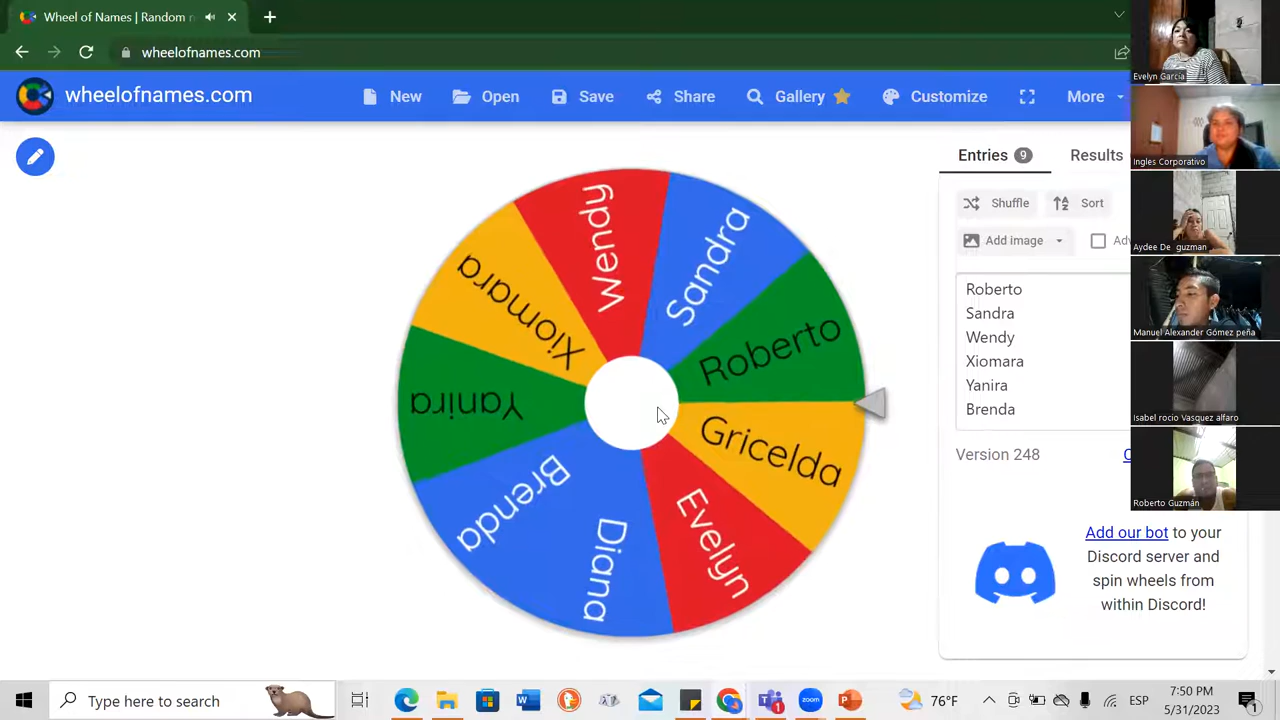 Wheel of Names | Random n
wheelofnames.com
wheelofnames.com
New
Open
Save
Share
Gallery
Customize
More
Entries 9
Results
Shuffle
Sort
Add image
Roberto
Sandra
Wendy
Xiomara
Yanira
Brenda
Version 248
Add our bot to your
Discord server and
spin wheels from
within Discord!
Wendy
Sandra
Roberto
Gricelda
Evelyn
Diana
Brenda
Yanira
Xiomara
Evelyn García
Ingles Corporativo
Aydee De guzman
Manuel Alexander Gómez peña
Isabel rocio Vasquez alfaro
Roberto Guzmán
Type here to search
zoom
1
76°F
ESP
7:50 PM
5/31/2023
1